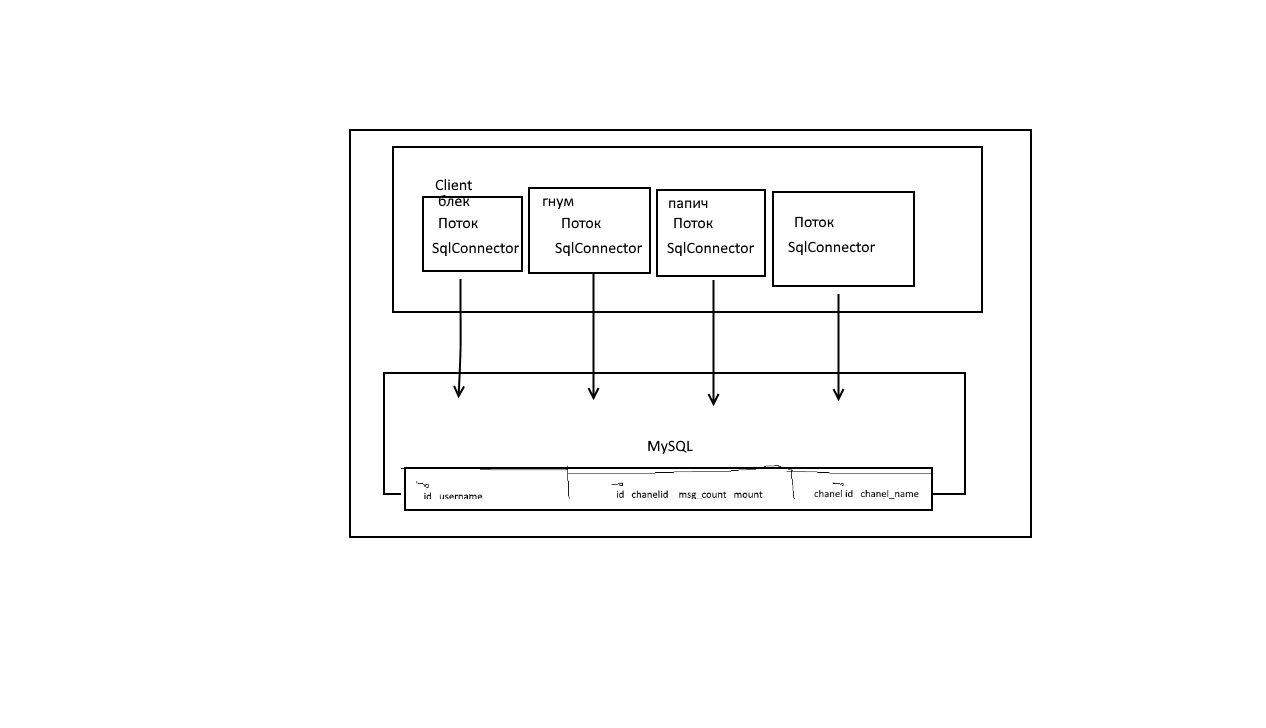 Client
блек
Поток
SqlConnector
гнум
Поток
SqlConnector
папич
Поток
SqlConnector
Поток
SqlConnector
MySQL
id username
id chanelid msg_count mount
chanel id chanel_name